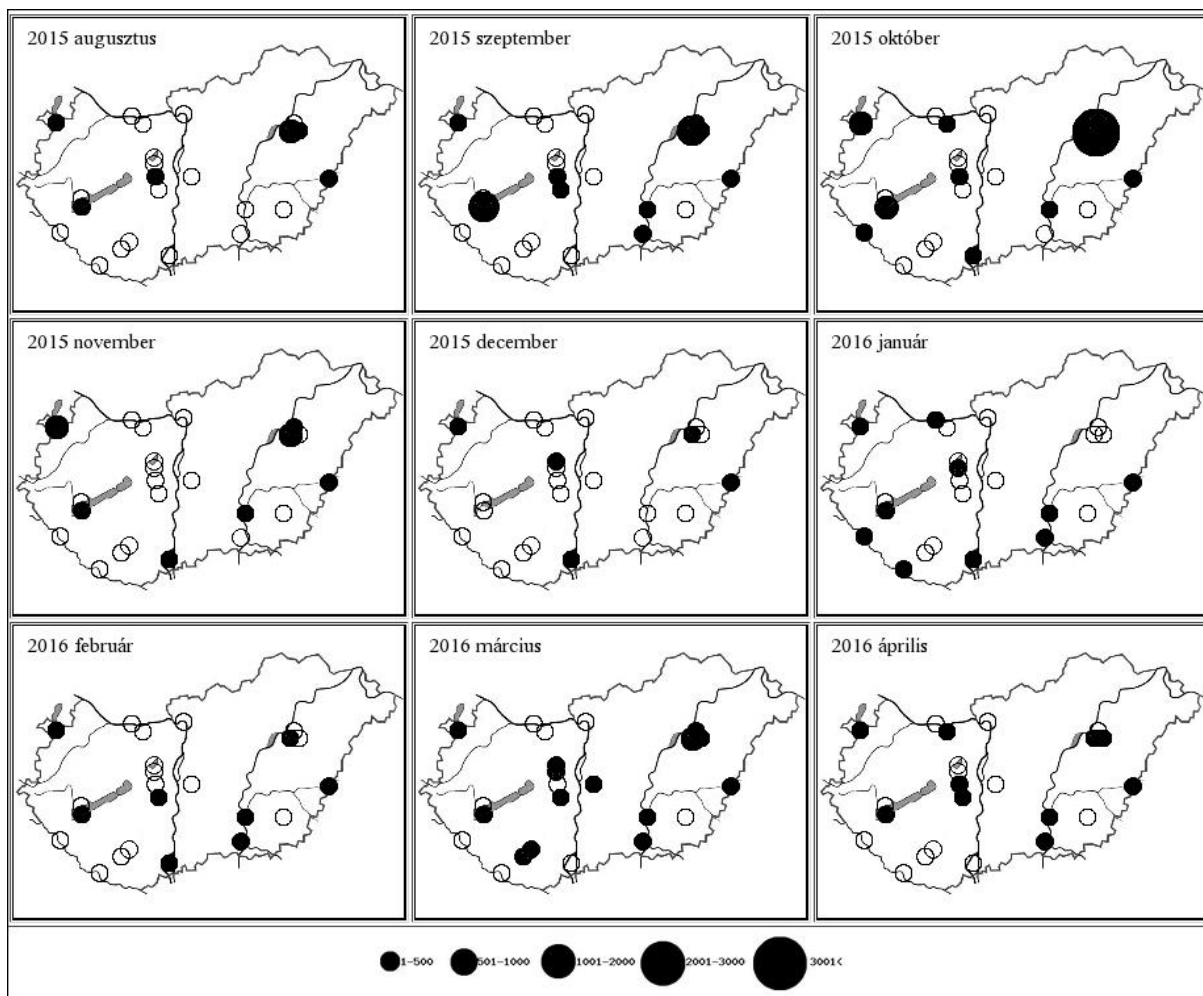 2015 augusztus
2015 szeptember
2015 október
2015 november
2015 december
2016 január
2016 február
2016 március
2016 április
1-500
501-1000
1001-2000
2001-3000
3001<